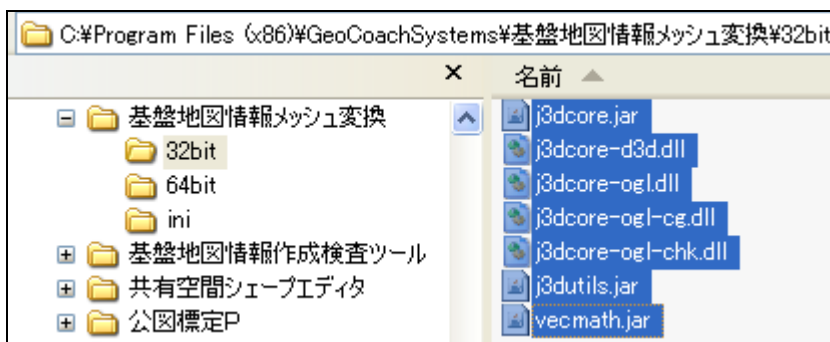 C:¥Program Files (x86)¥GeoCoachSystems¥基盤地図情報メッシュ変換¥32bit
× 名前
基盤地図情報メッシュ変換
32bit
64bit
ini
基盤地図情報作成検査ツール
共有空間シェープエディタ
公図標定P
j3dcore.jar
j3dcore-d3d.dll
j3dcore-ogl.dll
j3dcore-ogl-cg.dll
j3dcore-ogl-chk.dll
j3dutils.jar
vecmath.jar